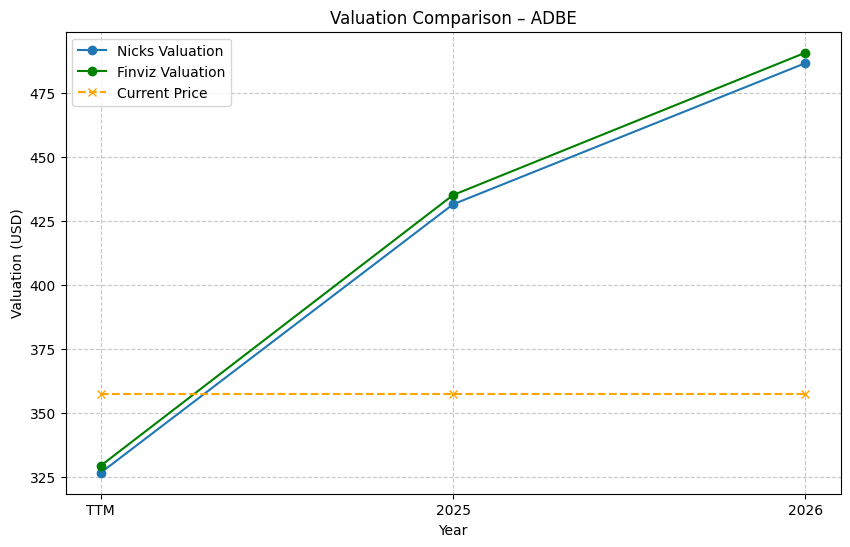 Valuation Comparison – ADBE
Nicks Valuation
Finviz Valuation
Current Price
Valuation (USD)
475
450
425
400
375
350
325
TTM 2025 2026
Year